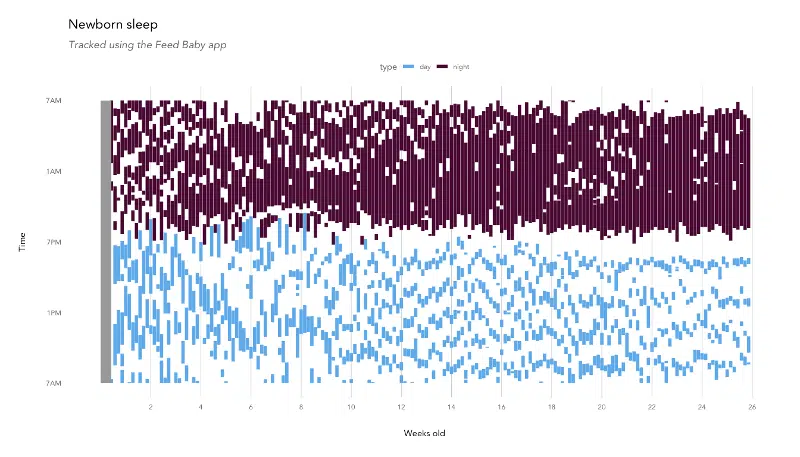 Newborn sleep
Tracked using the Feed Baby app
type day night
7AM
1AM
7PM
1PM
7AM
Time
2 4 6 8 10 12 14 16 18 20 22 24 26
Weeks old